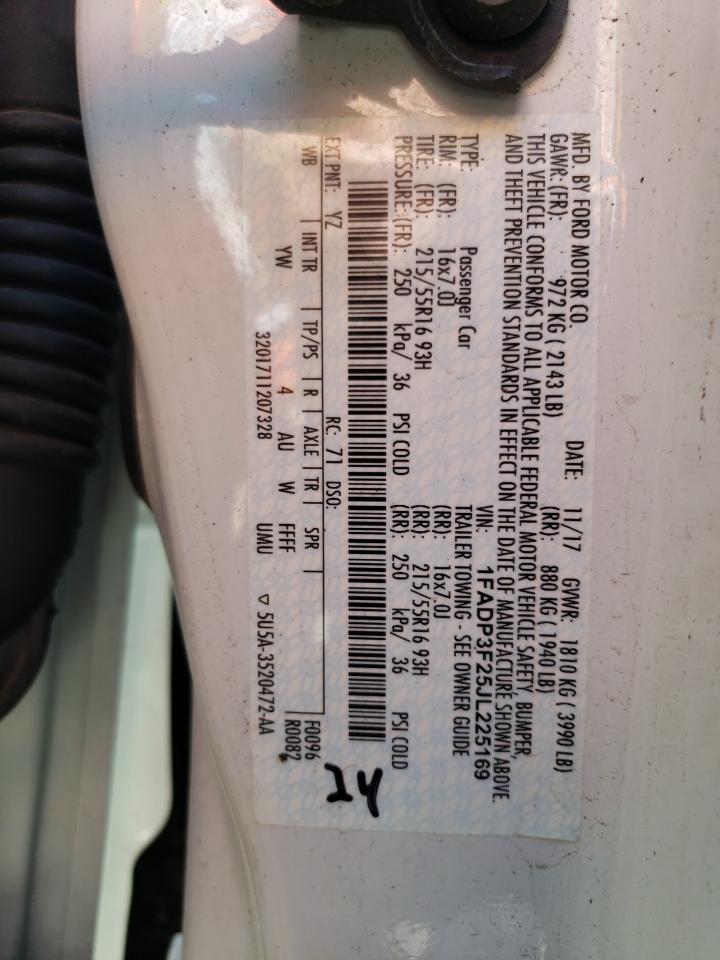 MFD. BY FORD MOTOR CO.
DATE: 11/17 GVWR: 1810 KG ( 3990 LB)
GAWR: (FR): 972 KG ( 2143 LB) (RR): 880 KG ( 1940 LB)
THIS VEHICLE CONFORMS TO ALL APPLICABLE FEDERAL MOTOR VEHICLE SAFETY, BUMPER,
AND THEFT PREVENTION STANDARDS IN EFFECT ON THE DATE OF MANUFACTURE SHOWN ABOVE.
VIN: 1FADP3F25JL225169
TYPE: Passenger Car TRAILER TOWING - SEE OWNER GUIDE
RIM: (FR): 16x7.0J (RR): 16x7.0J
TIRE: (FR): 215/55R16 93H (RR): 215/55R16 93H
PRESSURE: (FR): 250 kPa/ 36 PSI COLD (RR): 250 kPa/ 36 PSI COLD
EXT PNT: YZ RC: 71 DSO:
WB INT TR TP/PS R AXLE TR SPR F0096
YW 4 AU W FFFF R0082
3201711207328 UMU ▽ 5U5A-3520472-AA